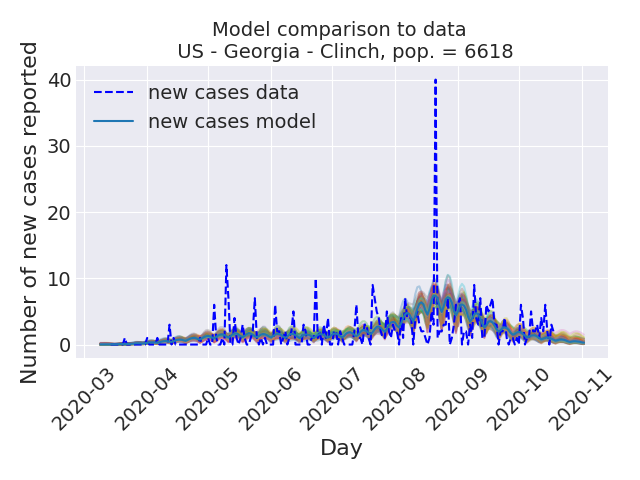 Model comparison to data
US - Georgia - Clinch, pop. = 6618
Number of new cases reported
40
30
20
10
0
new cases data
new cases model
2020-03
2020-04
2020-05
2020-06
2020-07
2020-08
2020-09
2020-10
2020-11
Day